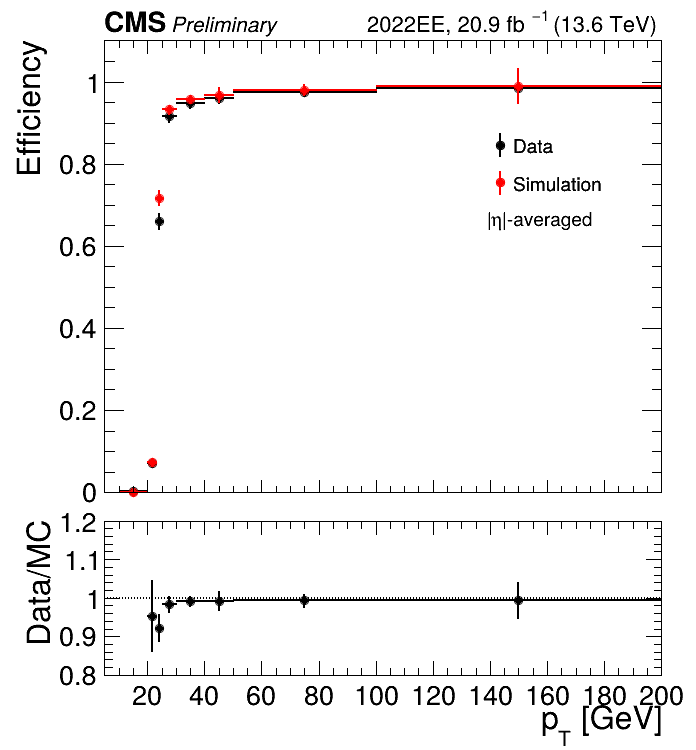 CMS Preliminary 2022EE, 20.9 fb ⁻¹ (13.6 TeV)
Efficiency
1
0.8
0.6
0.4
0.2
0
Data
Simulation
|η|-averaged
Data/MC
1.2
1.1
1
0.9
0.8
20 40 60 80 100 120 140 160 180 200
p_T [GeV]